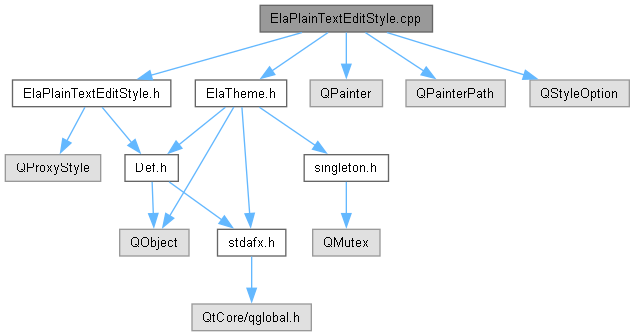 ElaPlainTextEditStyle.cpp
ElaPlainTextEditStyle.h
ElaTheme.h
QPainter
QPainterPath
QStyleOption
QProxyStyle
Def.h
singleton.h
QObject
stdafx.h
QMutex
QtCore/qglobal.h